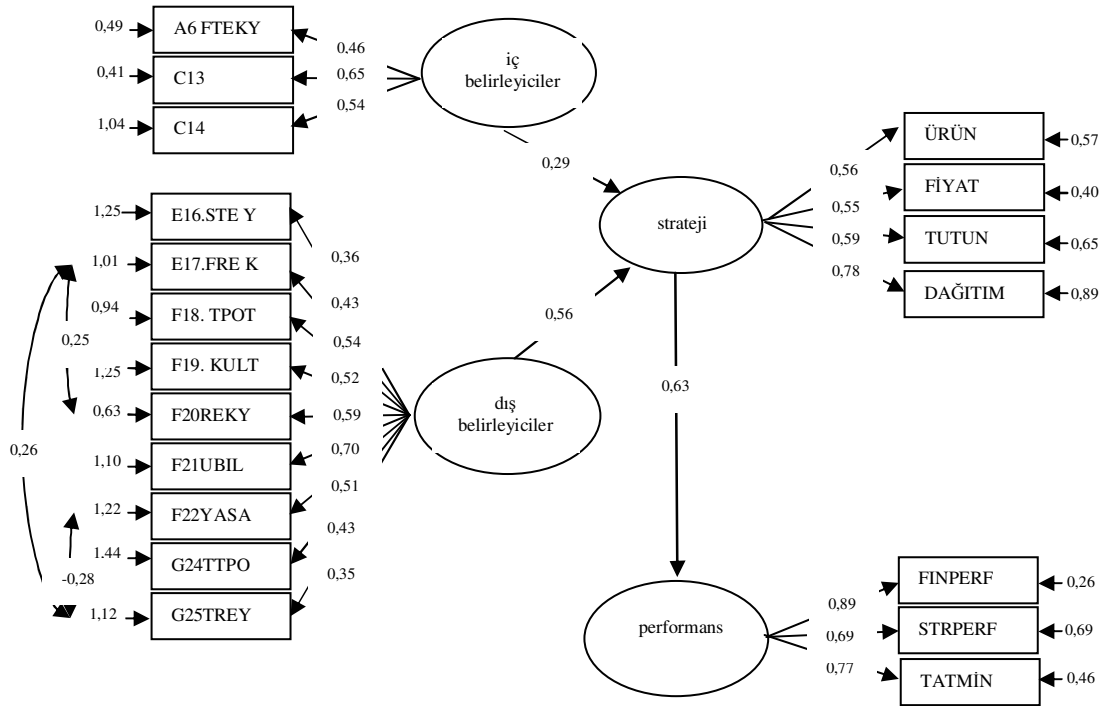 0,49
A6 FTEKY
0,46
0,41
C13
0,65
1,04
C14
0,54
iç
belirleyiciler
0,29
1,25
E16.STE Y
0,36
1,01
E17.FRE K
0,43
0,94
F18. TPOT
0,54
1,25
F19. KULT
0,52
0,63
F20REKY
0,59
1,10
F21UBIL
0,70
1,22
F22YASA
0,51
1.44
G24TTPO
0,43
1,12
G25TREY
0,35
0,25
0,26
-0,28
dış
belirleyiciler
0,56
strateji
0,56
ÜRÜN
0,57
0,55
FİYAT
0,40
0,59
TUTUN
0,65
0,78
DAĞITIM
0,89
0,63
performans
0,89
FINPERF
0,26
0,69
STRPERF
0,69
0,77
TATMİN
0,46